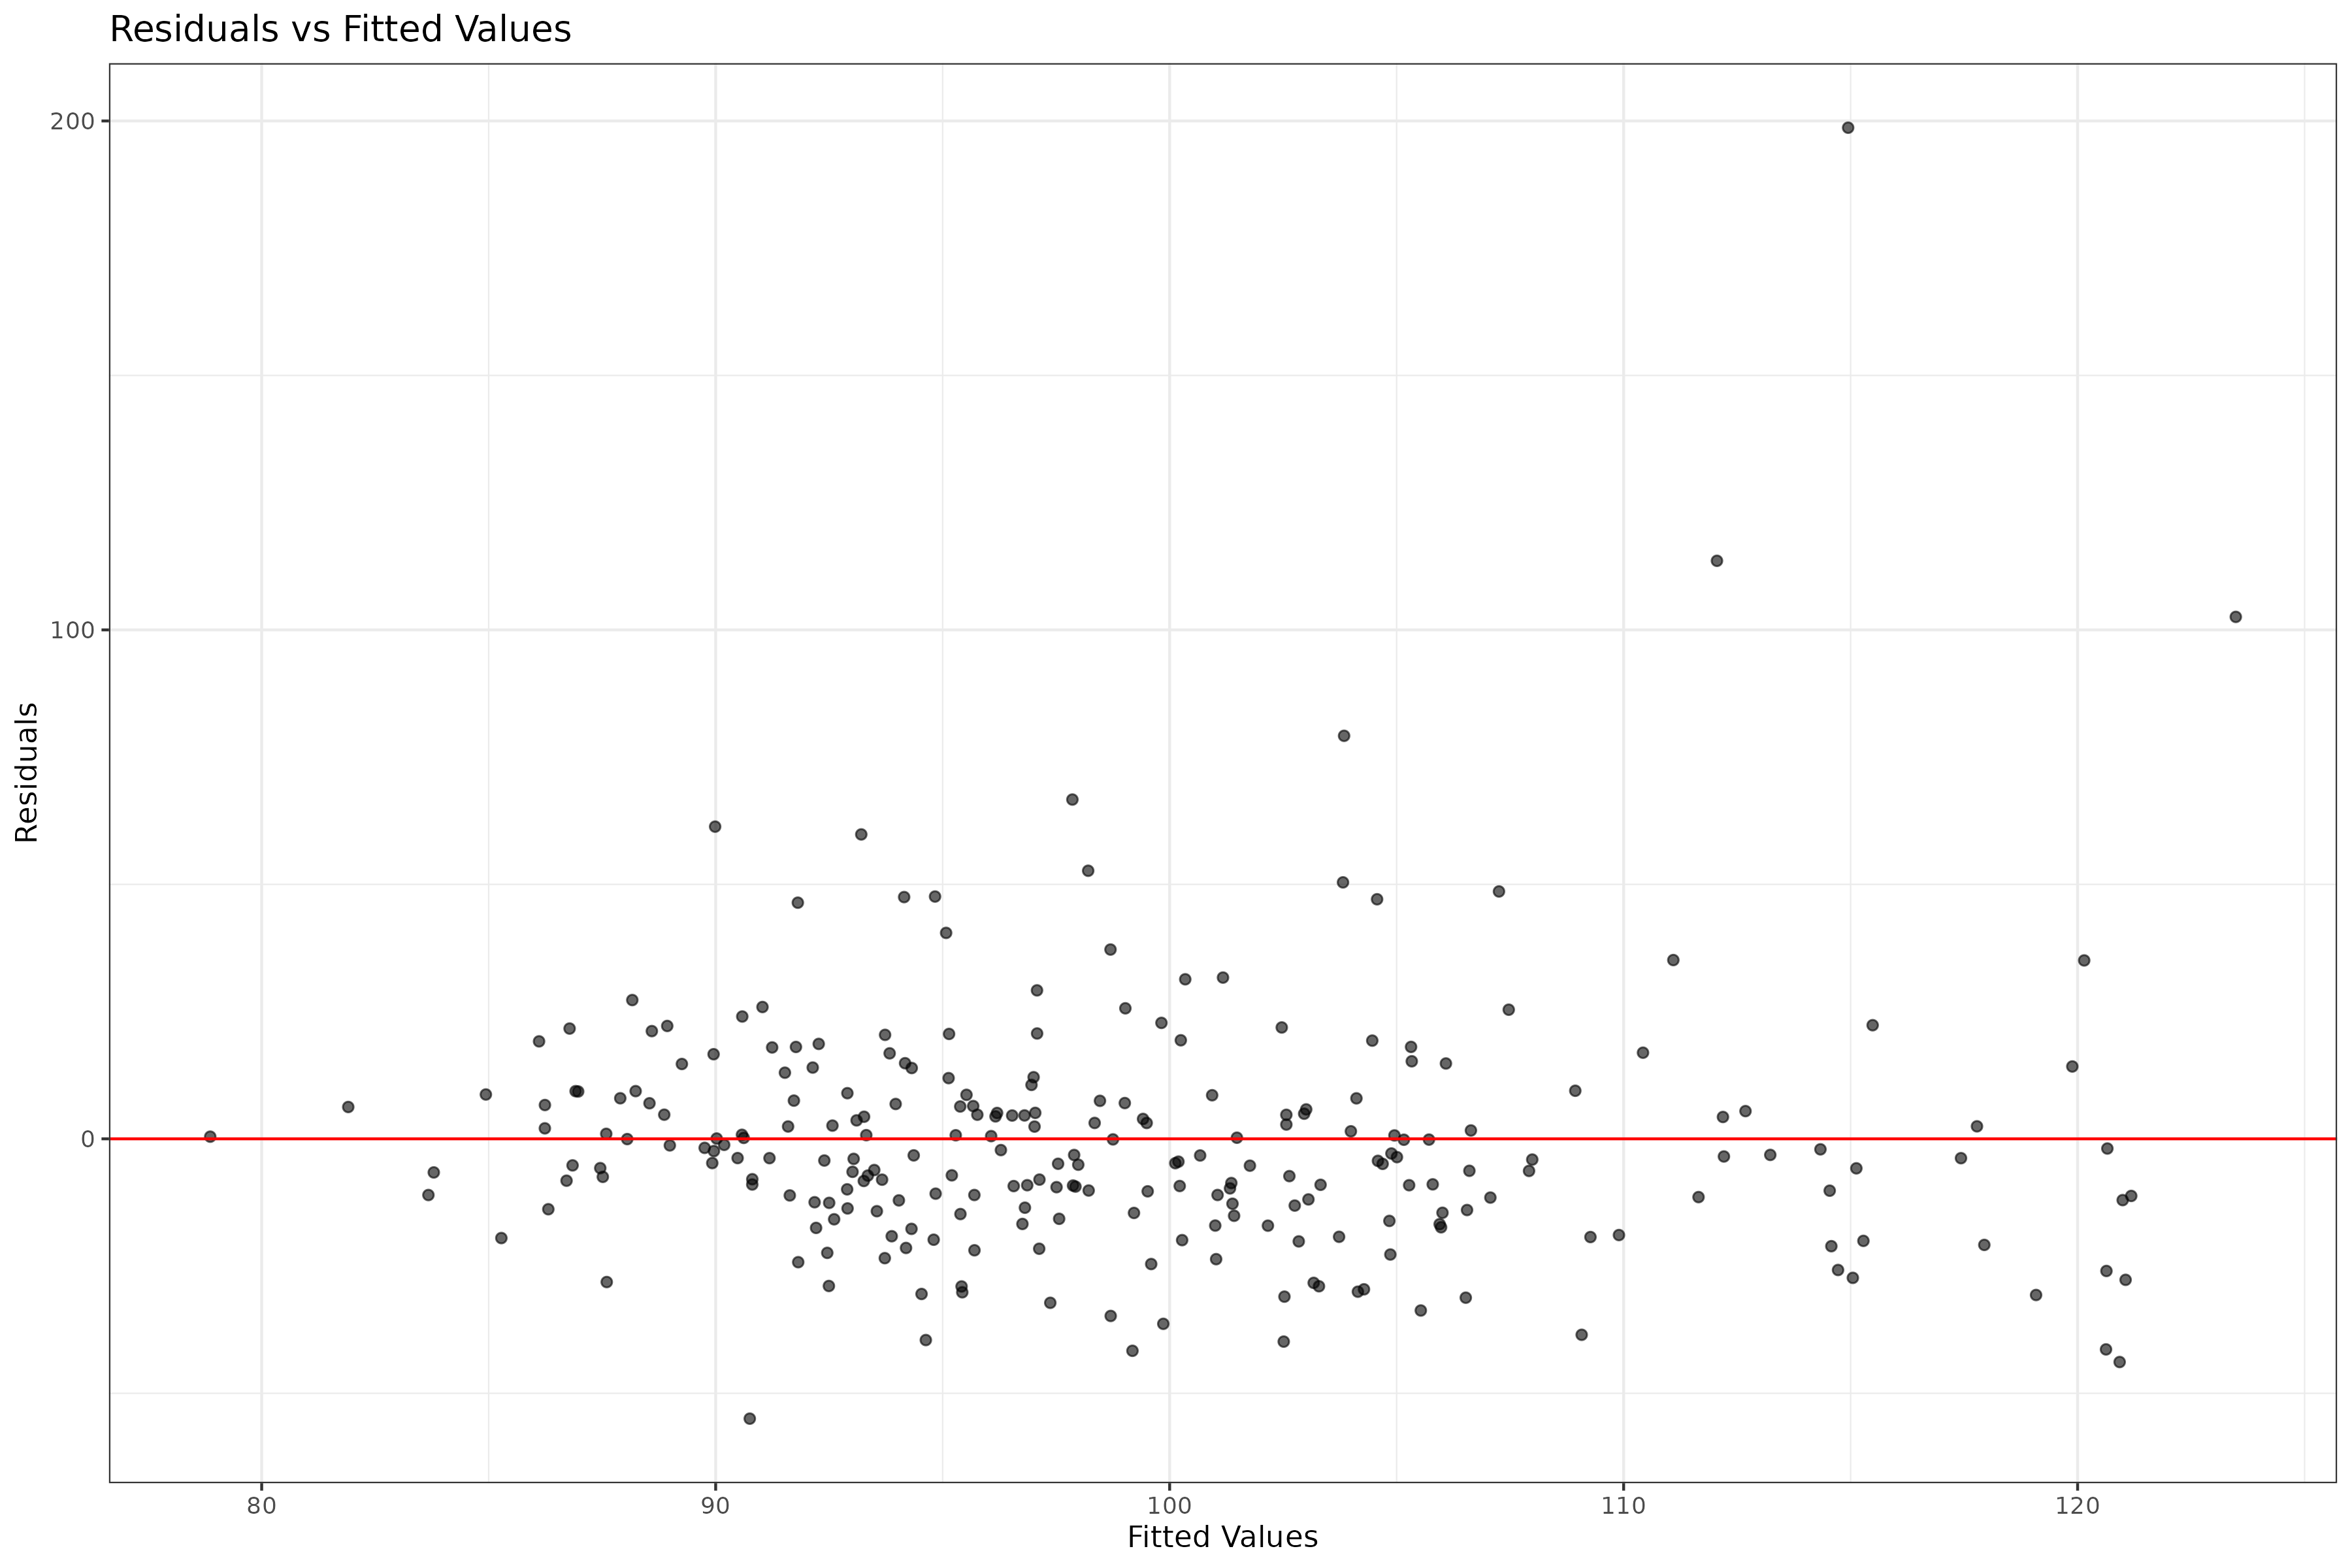 Residuals vs Fitted Values
200
100
0
Residuals
80 90 100 110 120
Fitted Values